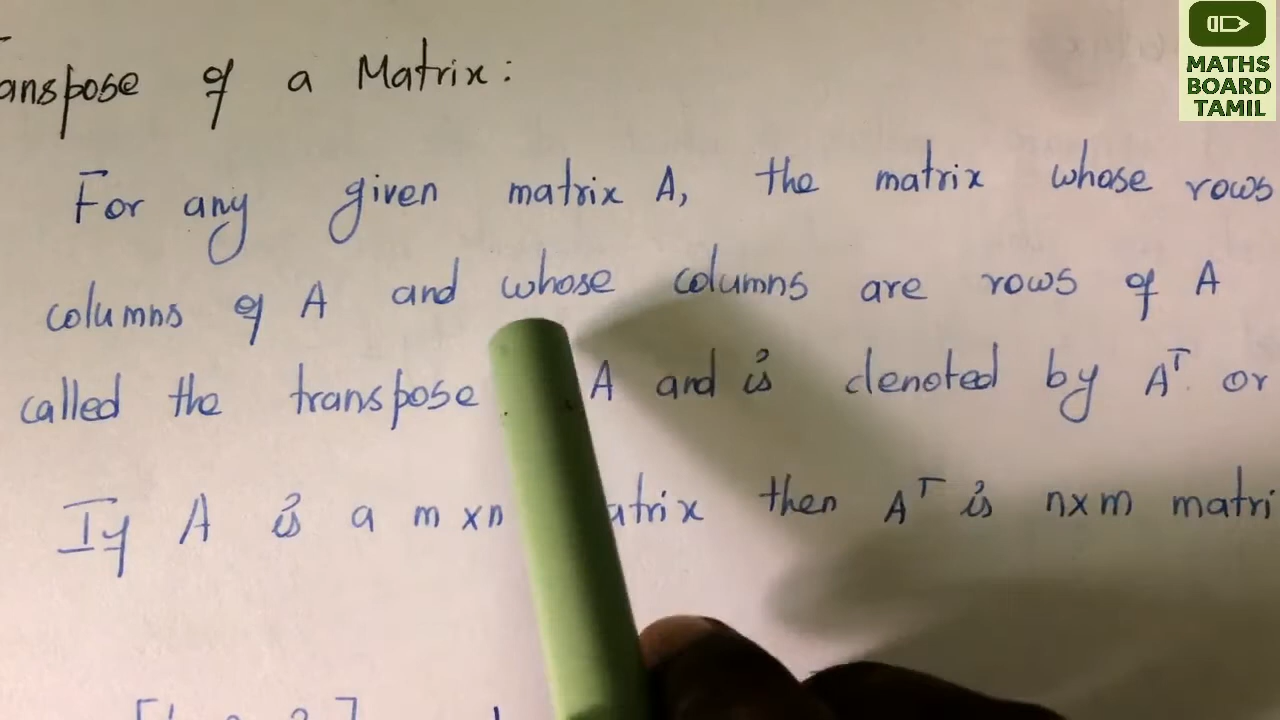 anspose of a Matrix:
For any given matrix A, the matrix whose rows
columns of A and whose columns are rows of A
called the transpose A and is denoted by Aᵀ or
If A is a m×n atrix then Aᵀ is n×m matri
MATHS
BOARD
TAMIL